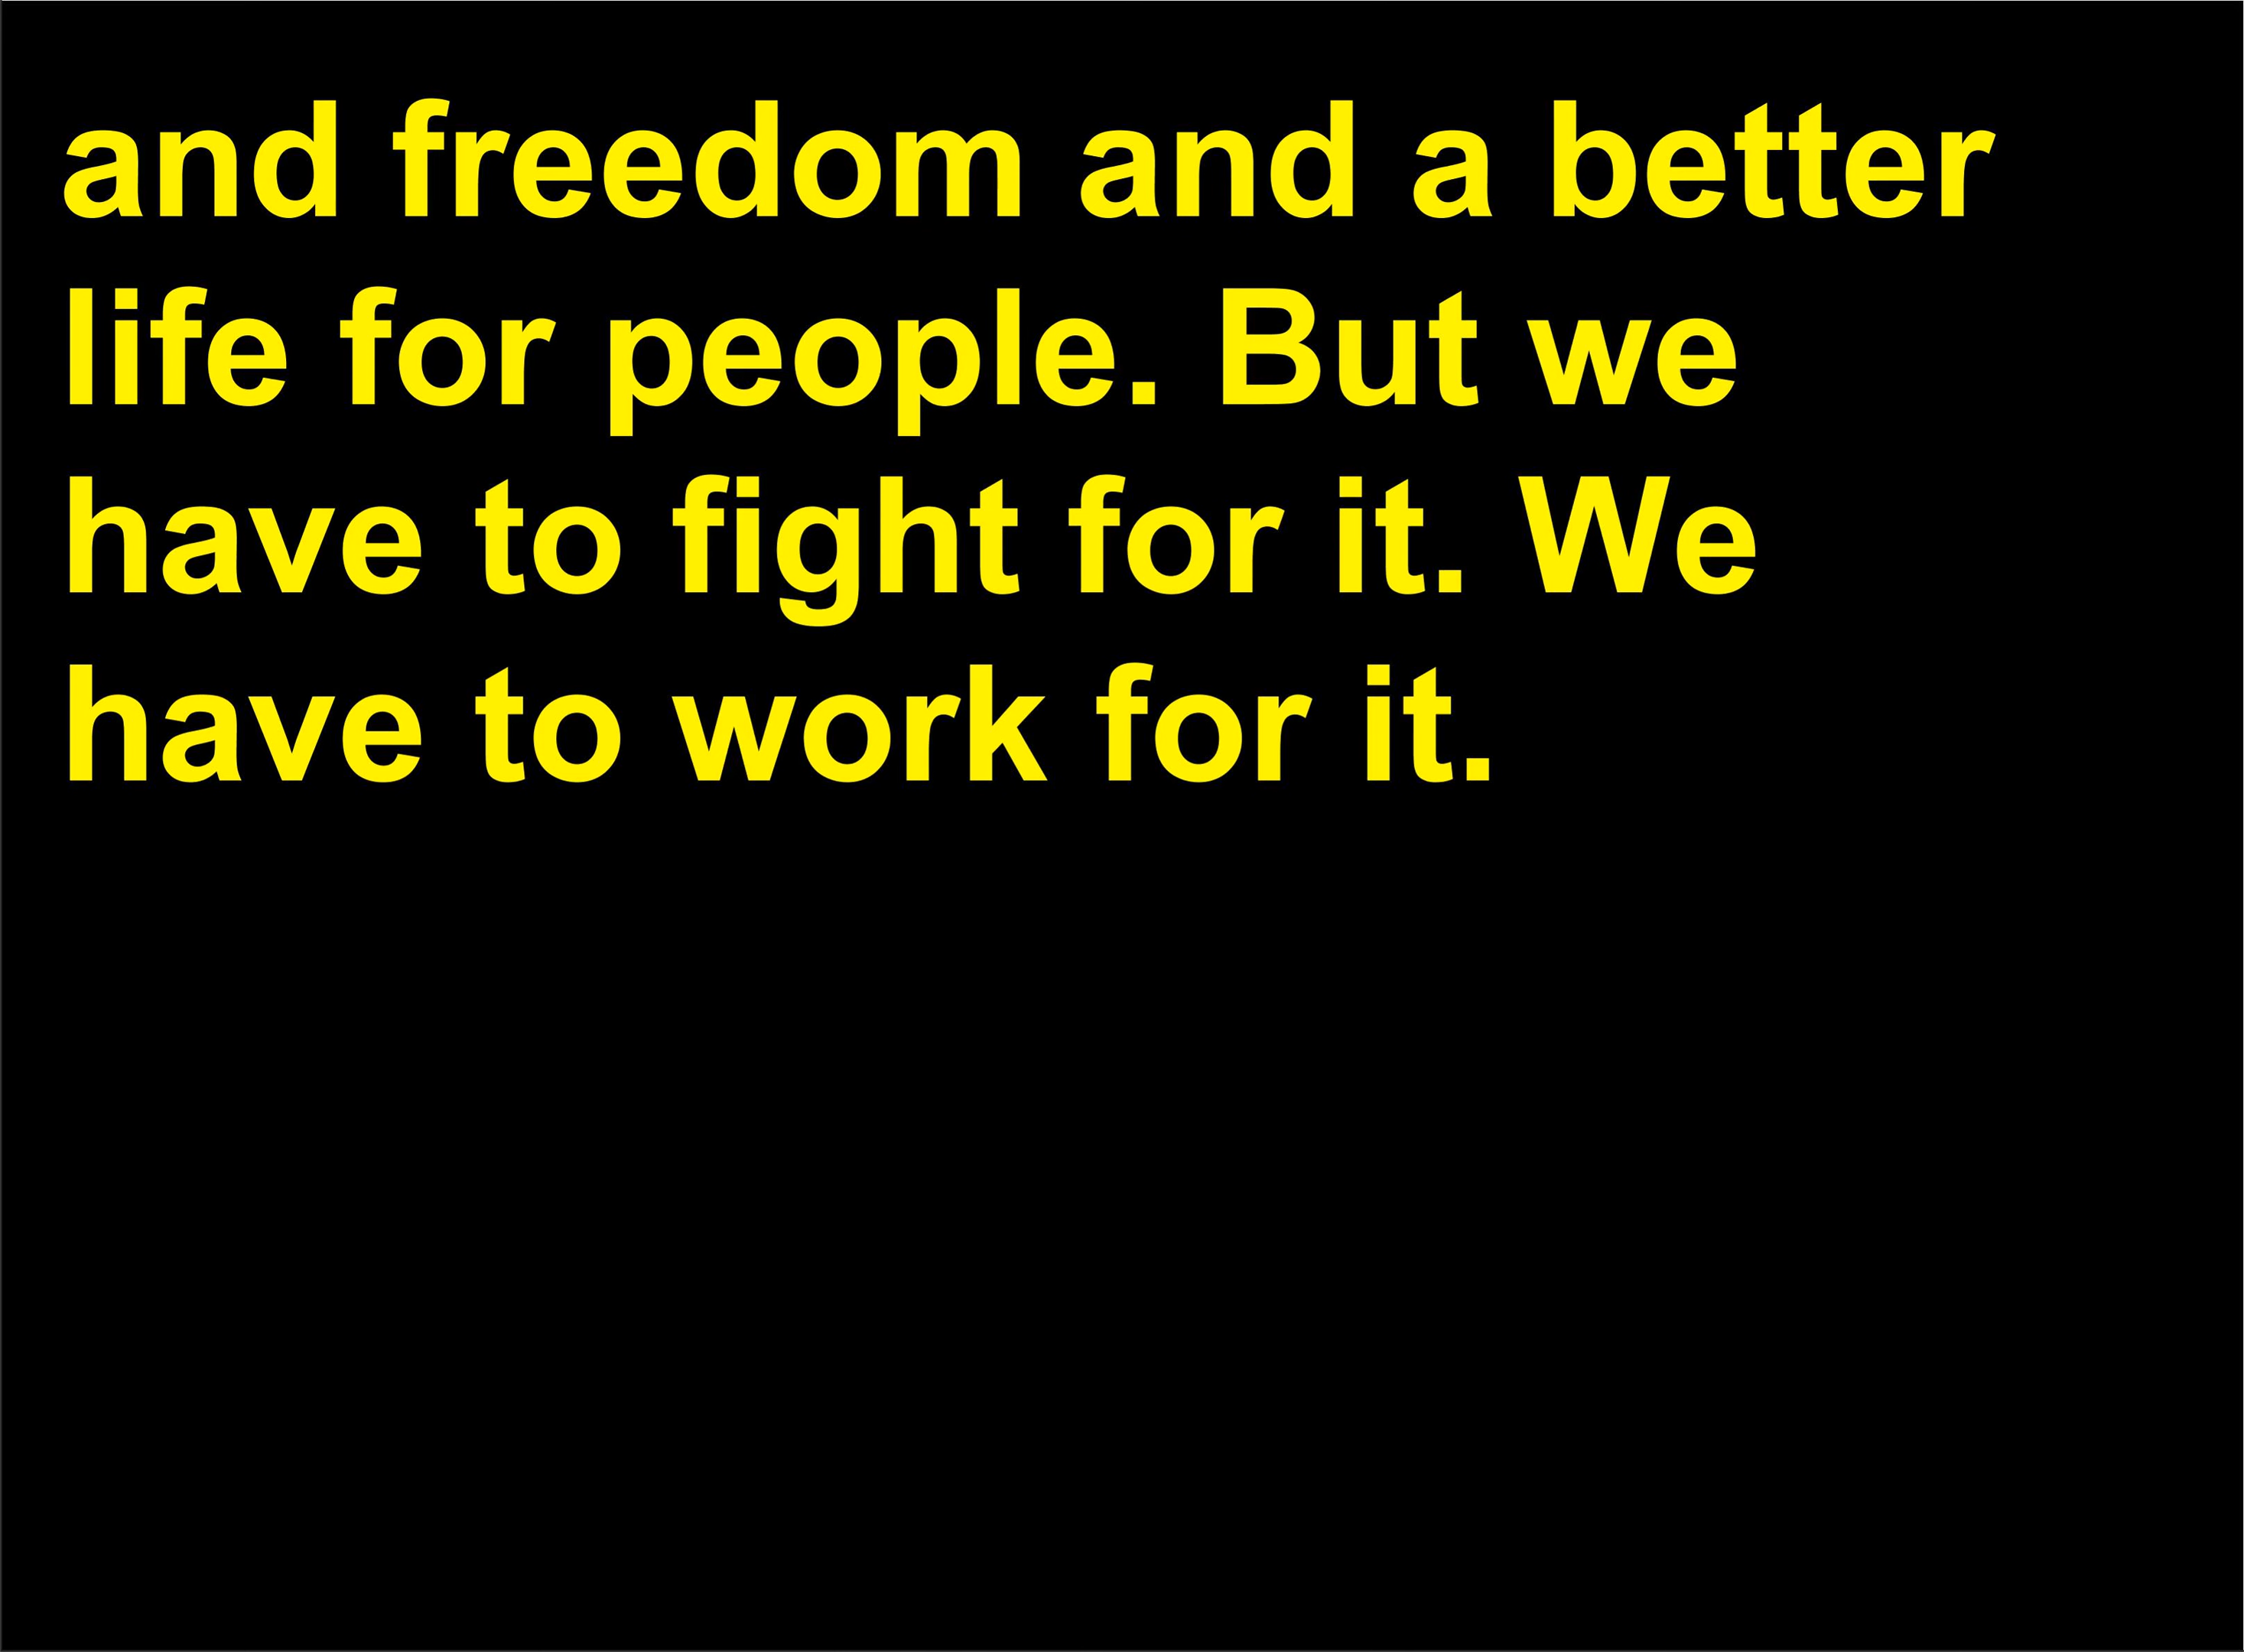 and freedom and a better
life for people. But we
have to fight for it. We
have to work for it.